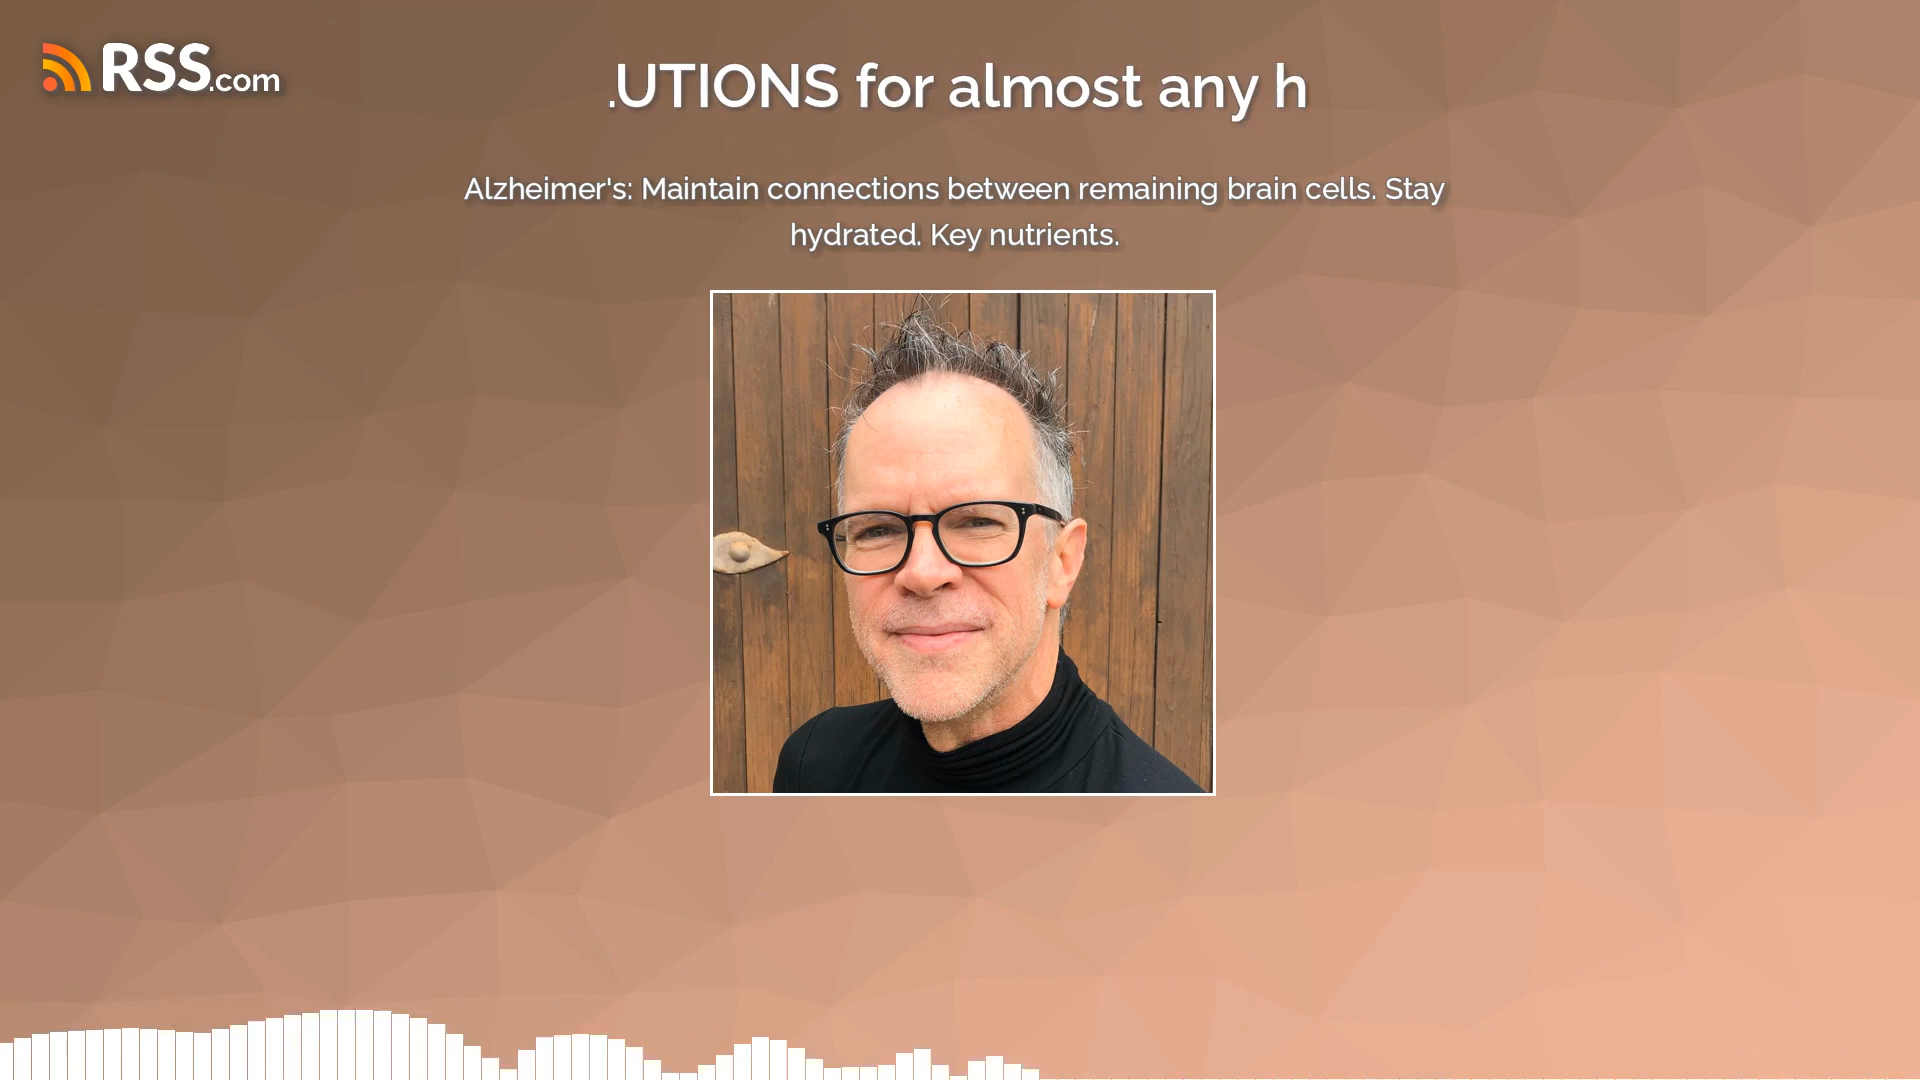 RSS.com
.UTIONS for almost any h
Alzheimer's: Maintain connections between remaining brain cells. Stay
hydrated. Key nutrients.